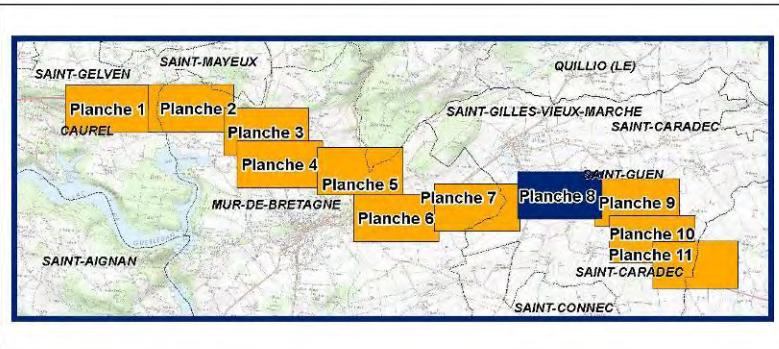 SAINT-MAYEUX
QUILLIO (LE)
SAINT-GELVEN
Planche 1
Planche 2
SAINT-GILLES-VIEUX-MARCHE
SAINT-CARADEC
CAUREL
Planche 3
Planche 4
SAINT-GUEN
Planche 5
Planche 7
Planche 8
Planche 9
MUR-DE-BRETAGNE
Planche 6
Planche 10
GUERLEDAN
Planche 11
SAINT-AIGNAN
SAINT-CARADEC
SAINT-CONNEC